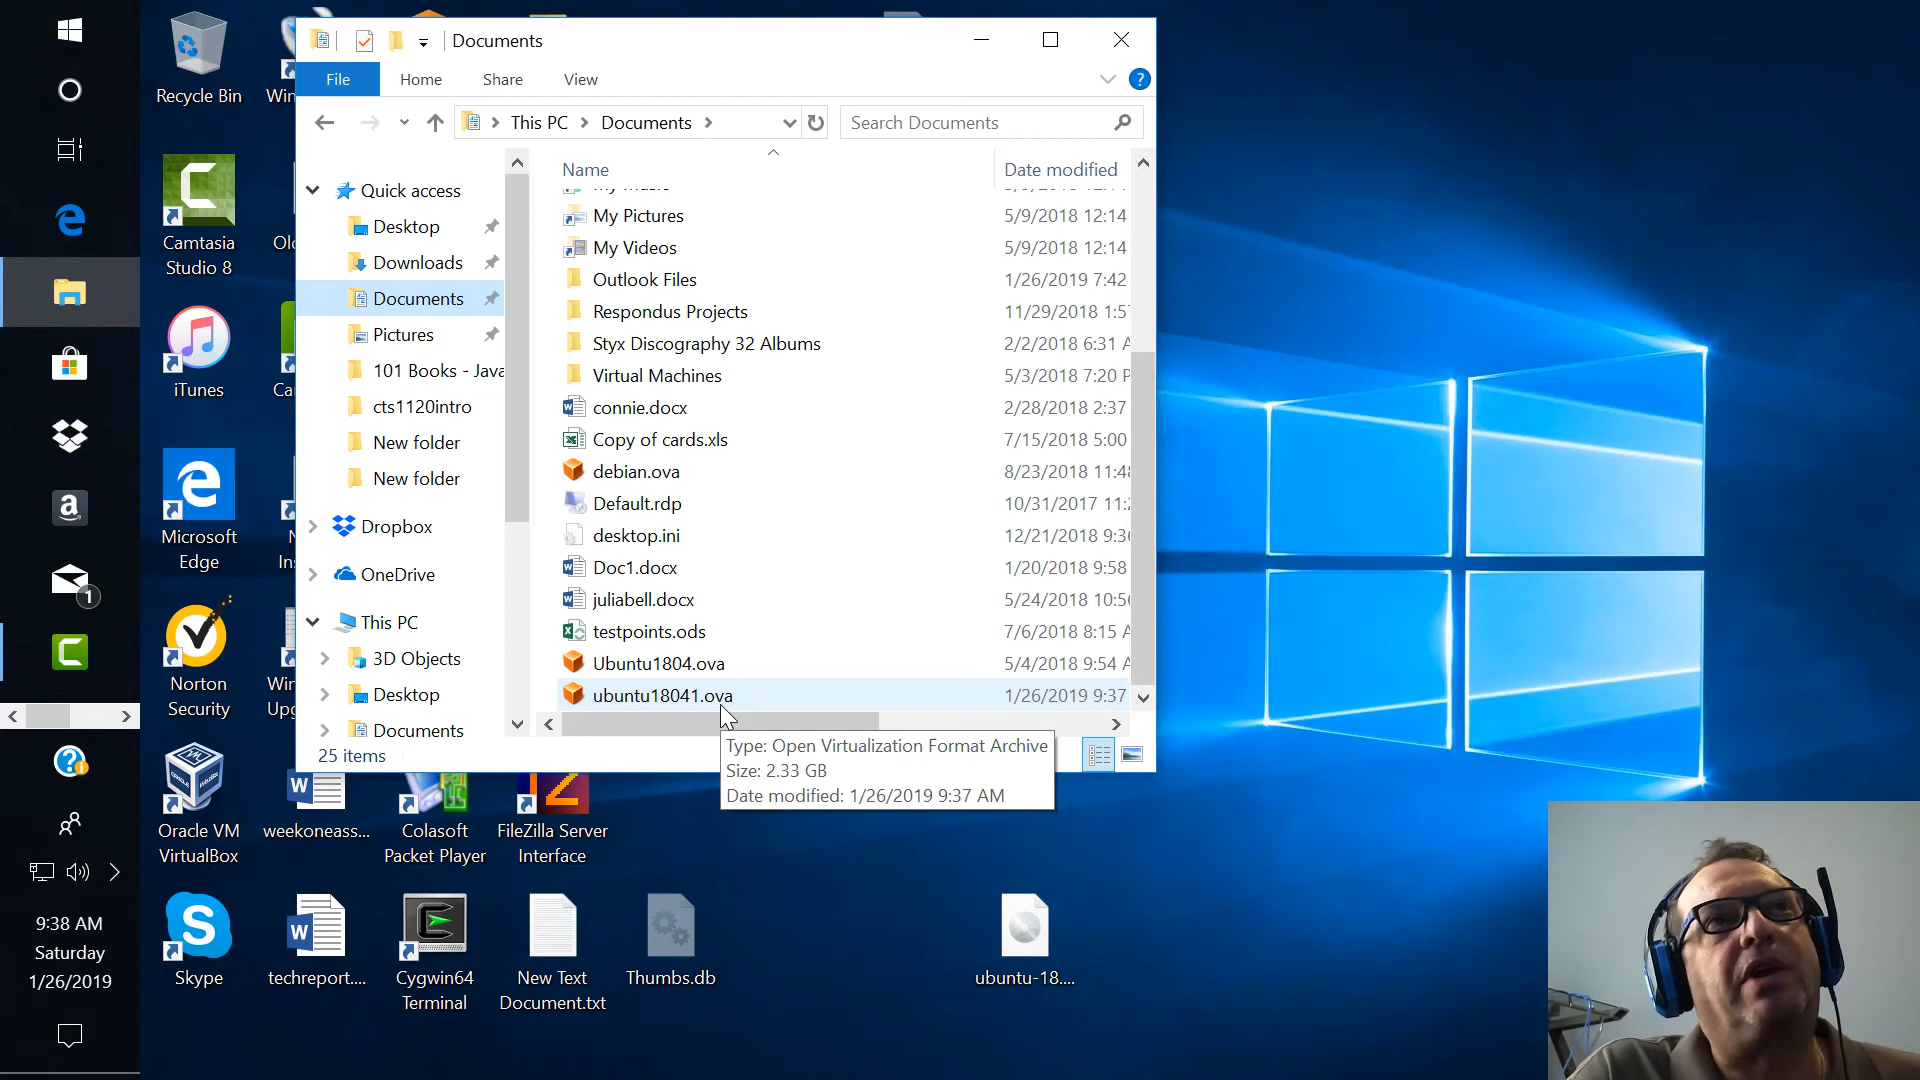 Recycle Bin
Win
Documents
File
Home
Share
View
?
This PC
Documents
Search Documents
Name
Date modified
Quick access
Desktop
Downloads
Documents
Pictures
101 Books - Java
cts1120intro
New folder
New folder
Dropbox
OneDrive
This PC
3D Objects
Desktop
Documents
My Pictures 5/9/2018 12:14
My Videos 5/9/2018 12:14
Outlook Files 1/26/2019 7:42
Respondus Projects 11/29/2018 1:5
Styx Discography 32 Albums 2/2/2018 6:31 A
Virtual Machines 5/3/2018 7:20 P
connie.docx 2/28/2018 2:37
Copy of cards.xls 7/15/2018 5:00
debian.ova 8/23/2018 11:48
Default.rdp 10/31/2017 11:
desktop.ini 12/21/2018 9:3
Doc1.docx 1/20/2018 9:58
juliabell.docx 5/24/2018 10:56
testpoints.ods 7/6/2018 8:15 A
Ubuntu1804.ova 5/4/2018 9:54 A
ubuntu18041.ova 1/26/2019 9:37
25 items
Type: Open Virtualization Format Archive
Size: 2.33 GB
Date modified: 1/26/2019 9:37 AM
Camtasia
Studio 8
Old
iTunes
Car
Microsoft
Edge
N
Ins
Norton
Security
Win
Upg
Oracle VM
VirtualBox
weekoneass...
Colasoft
Packet Player
FileZilla Server
Interface
Skype
techreport....
Cygwin64
Terminal
New Text
Document.txt
Thumbs.db
ubuntu-18....
1
9:38 AM
Saturday
1/26/2019